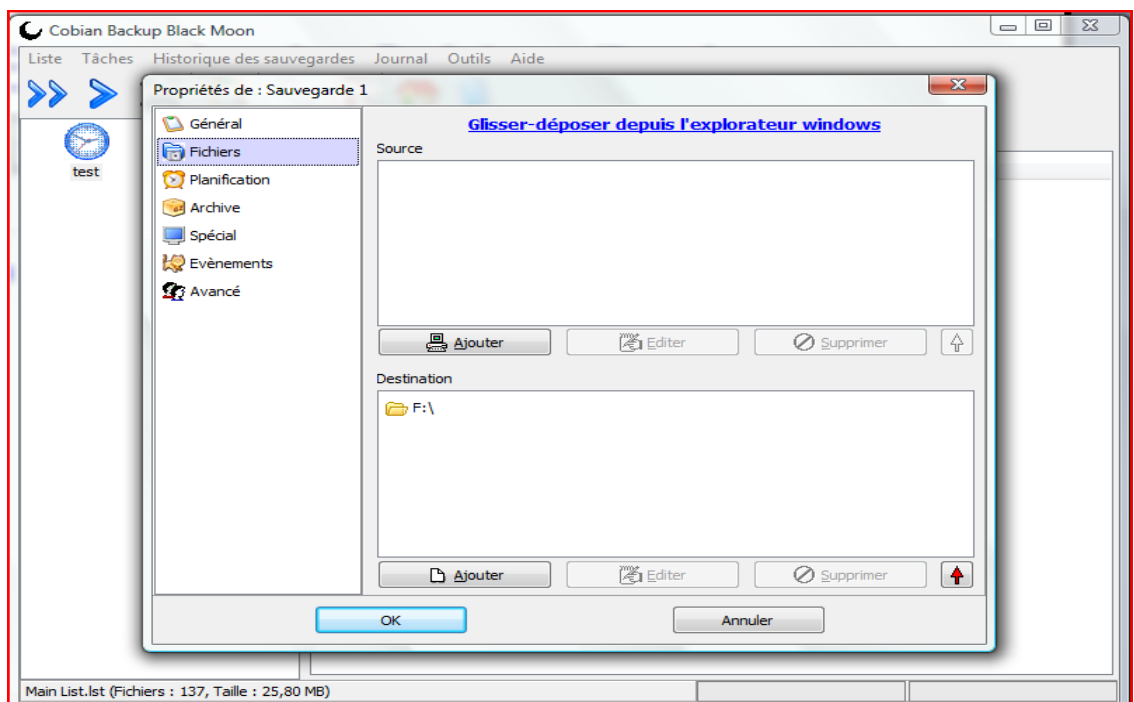 Cobian Backup Black Moon
Liste Tâches Historique des sauvegardes Journal Outils Aide
Propriétés de : Sauvegarde 1
test
Général
Fichiers
Planification
Archive
Spécial
Evènements
Avancé
Glisser-déposer depuis l'explorateur windows
Source
Ajouter Editer Supprimer
Destination
F:\
Ajouter Editer Supprimer
OK Annuler
Main List.lst (Fichiers : 137, Taille : 25,80 MB)